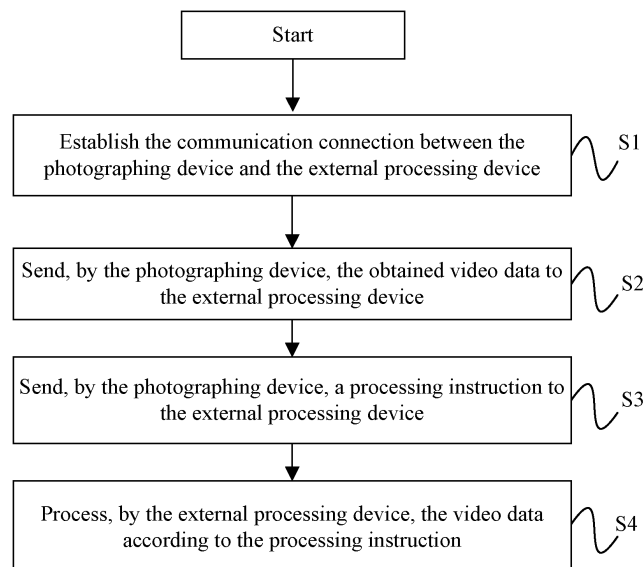 Start
Establish the communication connection between the
photographing device and the external processing device
S1
Send, by the photographing device, the obtained video data to
the external processing device
S2
Send, by the photographing device, a processing instruction to
the external processing device
S3
Process, by the external processing device, the video data
according to the processing instruction
S4